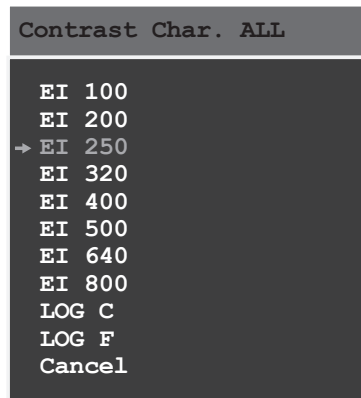 Contrast Char. ALL
EI 100
EI 200
→ EI 250
EI 320
EI 400
EI 500
EI 640
EI 800
LOG C
LOG F
Cancel